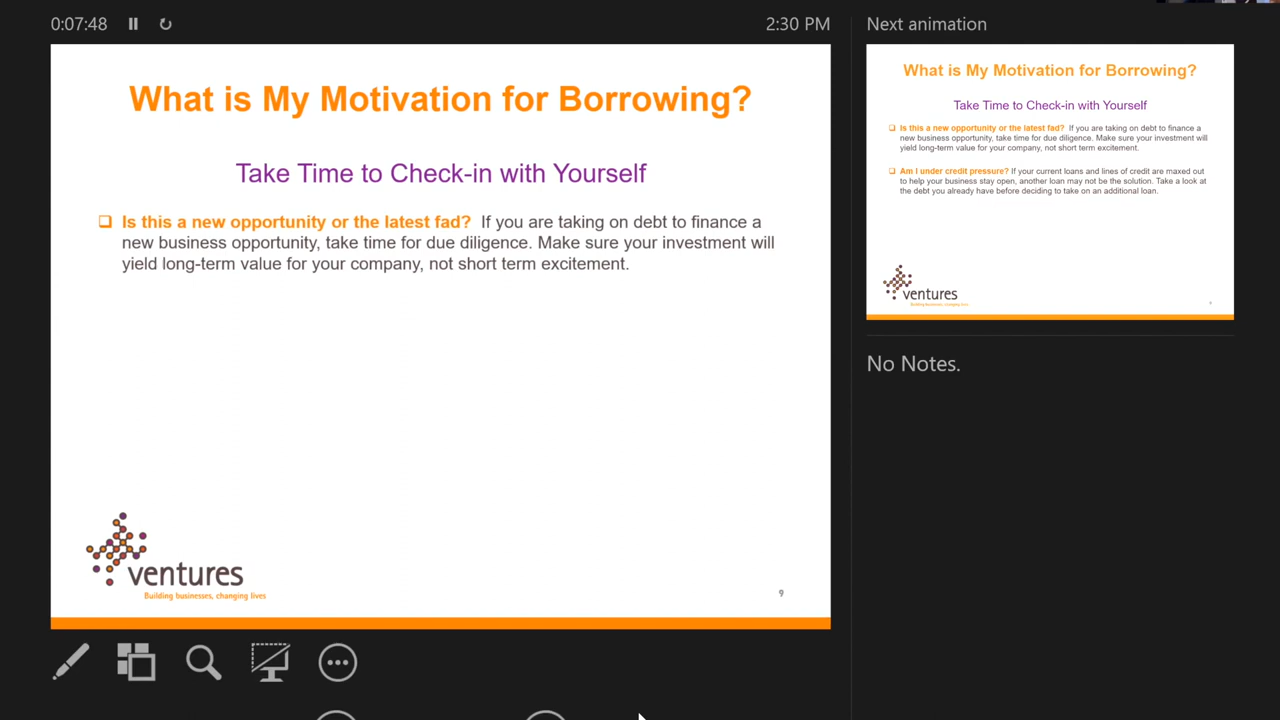 0:07:48
2:30 PM
What is My Motivation for Borrowing?
Take Time to Check-in with Yourself
Is this a new opportunity or the latest fad? If you are taking on debt to finance a
new business opportunity, take time for due diligence. Make sure your investment will
yield long-term value for your company, not short term excitement.
ventures
Building businesses, changing lives
9
Next animation
What is My Motivation for Borrowing?
Take Time to Check-in with Yourself
Is this a new opportunity or the latest fad? If you are taking on debt to finance a
new business opportunity, take time for due diligence. Make sure your investment will
yield long-term value for your company, not short term excitement.
Am I under credit pressure? If your current loans and lines of credit are maxed out
to help your business stay open, another loan may not be the solution. Take a look at
the debt you already have before deciding to take on an additional loan.
ventures
Building businesses, changing lives
9
No Notes.